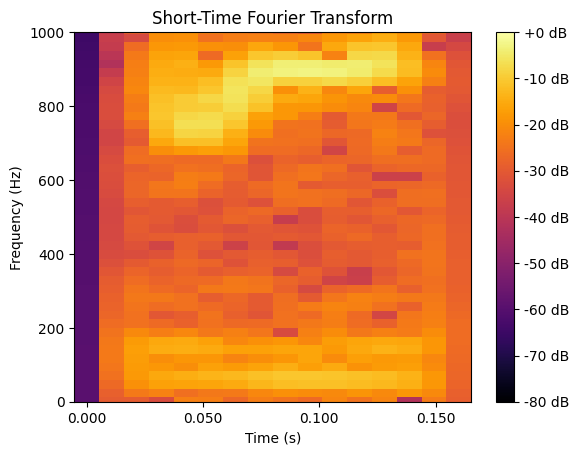 Short-Time Fourier Transform
1000
800
600
400
200
0
Frequency (Hz)
0.000
0.050
0.100
0.150
Time (s)
+0 dB
-10 dB
-20 dB
-30 dB
-40 dB
-50 dB
-60 dB
-70 dB
-80 dB